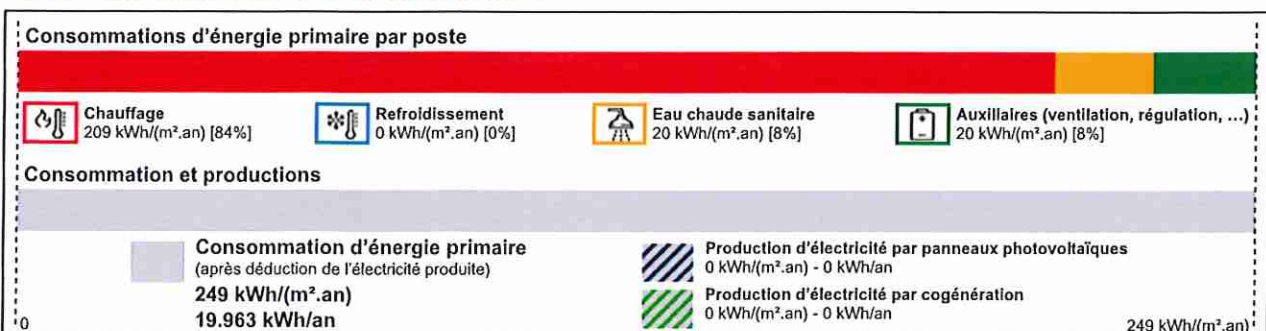 Consommations d'énergie primaire par poste
Chauffage
209 kWh/(m².an) [84%]
Refroidissement
0 kWh/(m².an) [0%]
Eau chaude sanitaire
20 kWh/(m².an) [8%]
Auxillaires (ventilation, régulation, ...)
20 kWh/(m².an) [8%]
Consommation et productions
Consommation d'énergie primaire
(après déduction de l'électricité produite)
249 kWh/(m².an)
19.963 kWh/an
Production d'électricité par panneaux photovoltaïques
0 kWh/(m².an) - 0 kWh/an
Production d'électricité par cogénération
0 kWh/(m².an) - 0 kWh/an
0
249 kWh/(m².an)